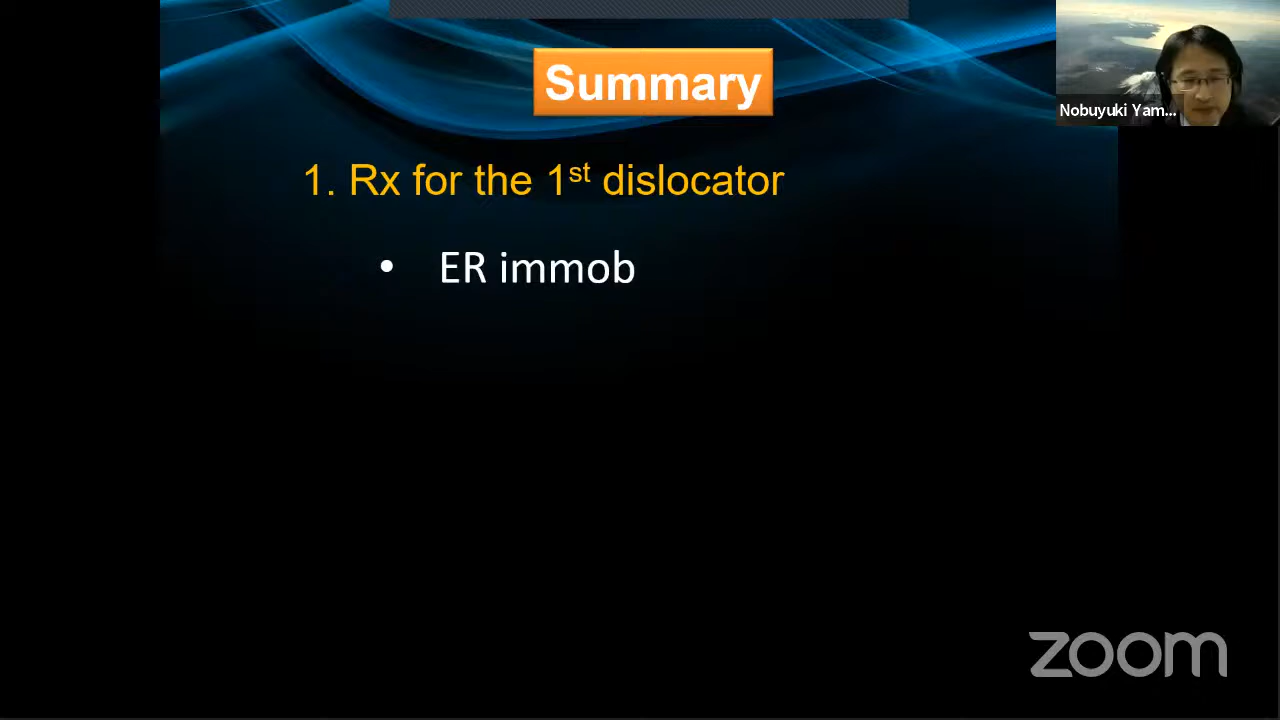 Summary
Nobuyuki Yam...
1. Rx for the 1st dislocator
• ER immob
zoom